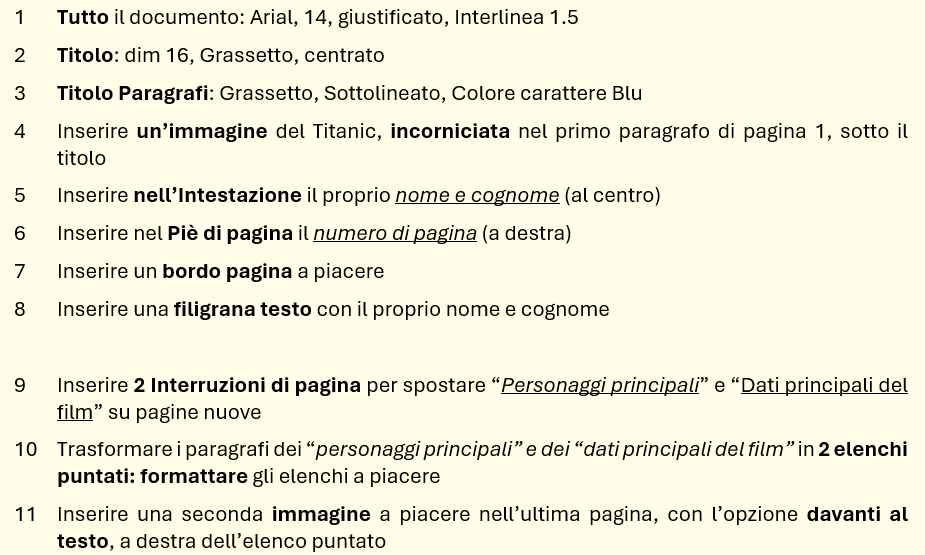 1 Tutto il documento: Arial, 14, giustificato, Interlinea 1.5
2 Titolo: dim 16, Grassetto, centrato
3 Titolo Paragrafi: Grassetto, Sottolineato, Colore carattere Blu
4 Inserire un’immagine del Titanic, incorniciata nel primo paragrafo di pagina 1, sotto il
titolo
5 Inserire nell’Intestazione il proprio nome e cognome (al centro)
6 Inserire nel Piè di pagina il numero di pagina (a destra)
7 Inserire un bordo pagina a piacere
8 Inserire una filigrana testo con il proprio nome e cognome
9 Inserire 2 Interruzioni di pagina per spostare “Personaggi principali” e “Dati principali del
film” su pagine nuove
10 Trasformare i paragrafi dei “personaggi principali” e dei “dati principali del film” in 2 elenchi
puntati: formattare gli elenchi a piacere
11 Inserire una seconda immagine a piacere nell’ultima pagina, con l’opzione davanti al
testo, a destra dell’elenco puntato